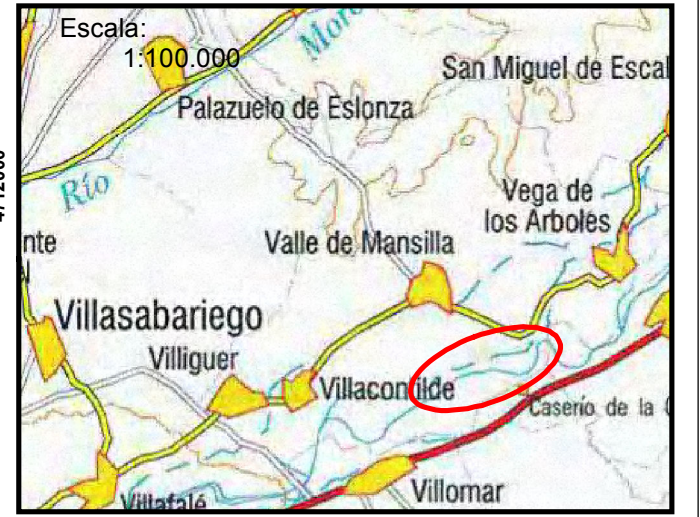 Escala:
1:100.000
San Miguel de Escal
Palazuelo de Eslonza
Río
Vega de
los Arboles
nte
Valle de Mansilla
Villasabariego
Villiguer
Villacontilde
Caserío de la
Villomar
Villafalé